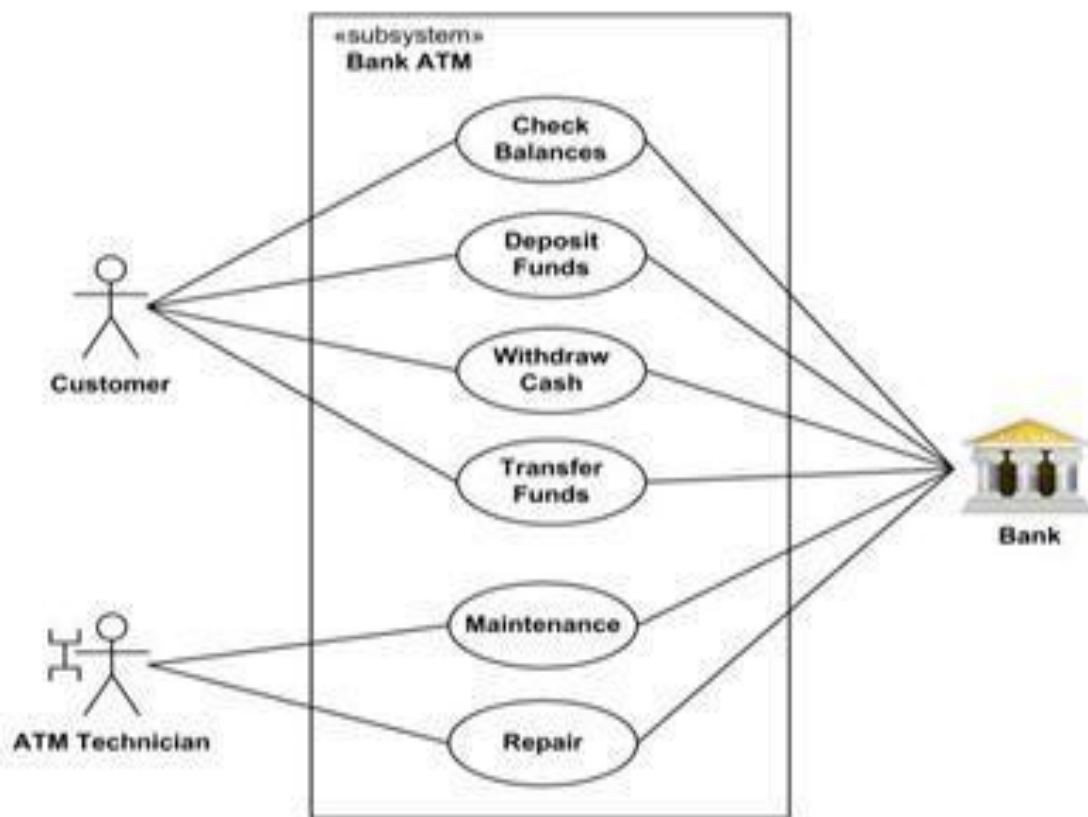 «subsystem»
Bank ATM
Check
Balances
Deposit
Funds
Customer
Withdraw
Cash
Transfer
Funds
Bank
Maintenance
ATM Technician
Repair